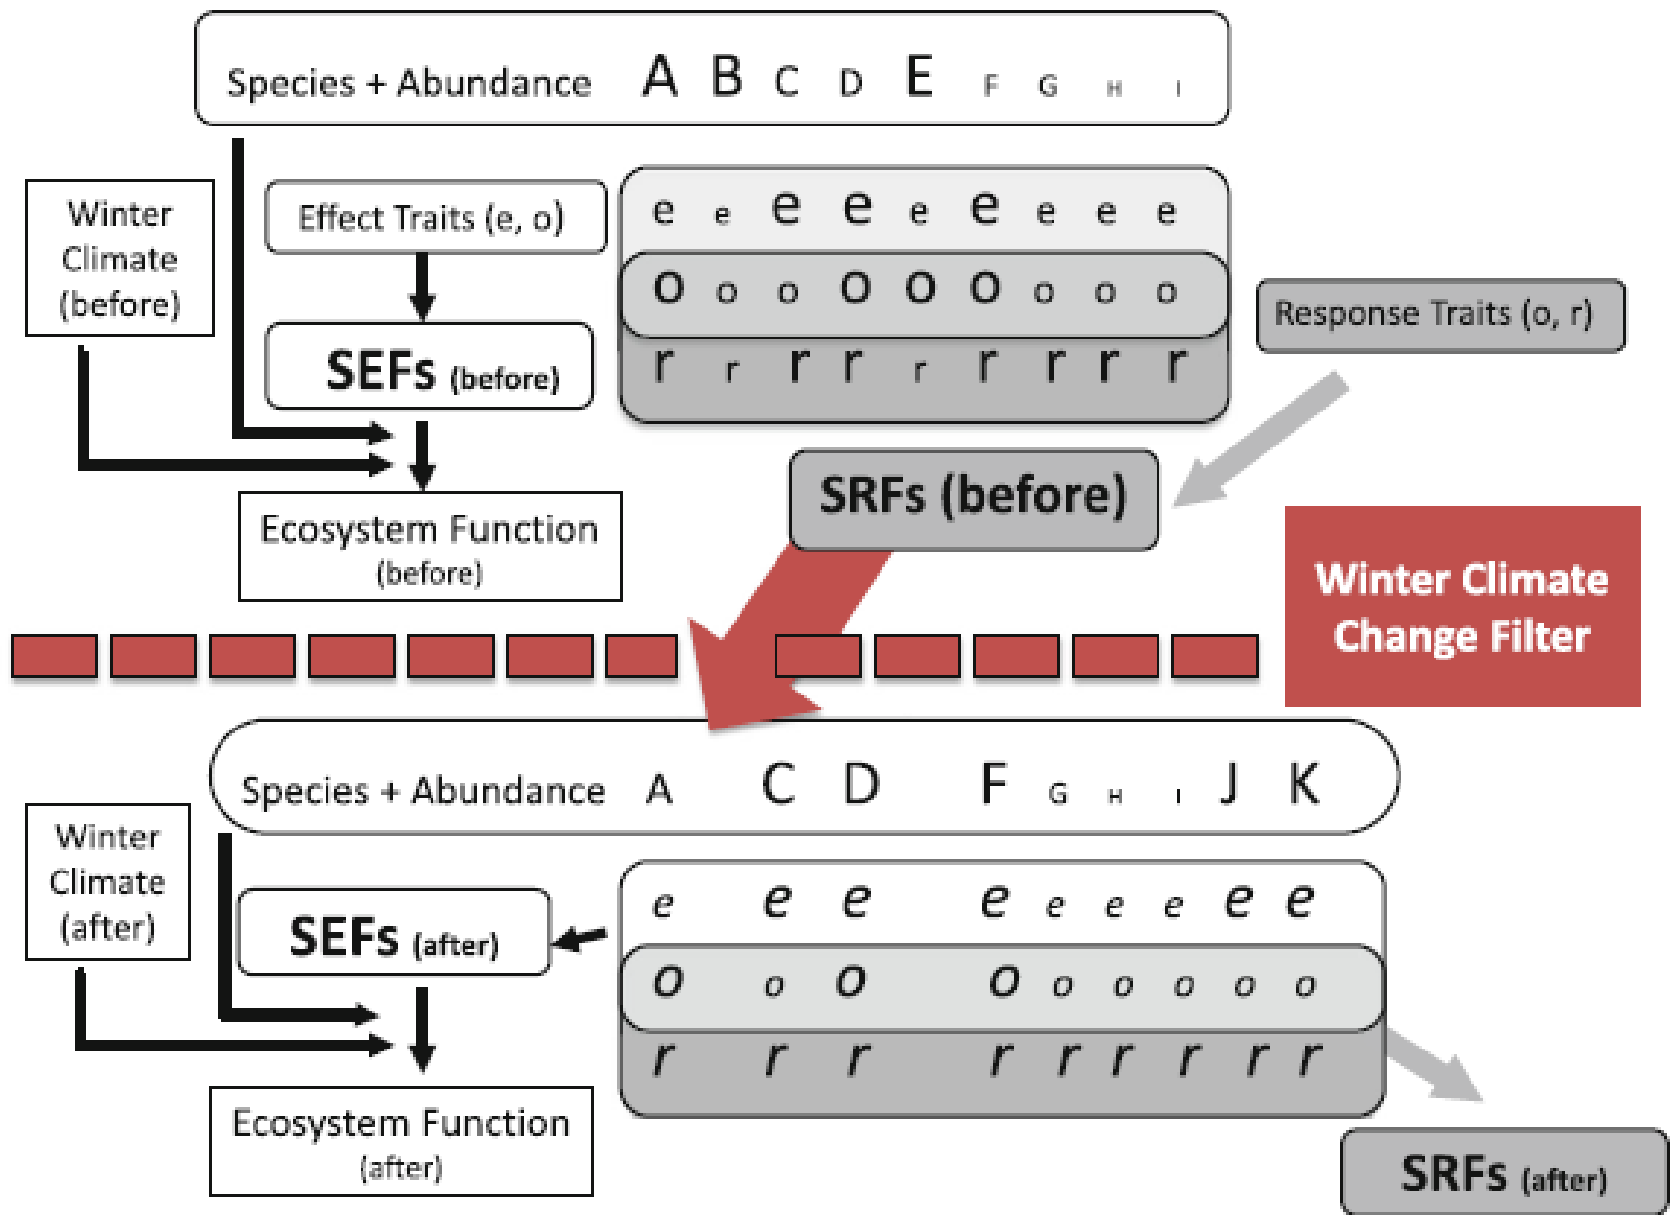 Species + Abundance A B C D E F G H I
Winter
Climate
(before)
Effect Traits (e, o)
e e e e e e e e e
o o o o o o o o o
r r r r r r r r r
Response Traits (o, r)
SEFs (before)
SRFs (before)
Ecosystem Function
(before)
Winter Climate
Change Filter
Species + Abundance A C D F G H I J K
Winter
Climate
(after)
SEFs (after)
e e e e e e e e e
o o o o o o o o o
r r r r r r r r r
Ecosystem Function
(after)
SRFs (after)